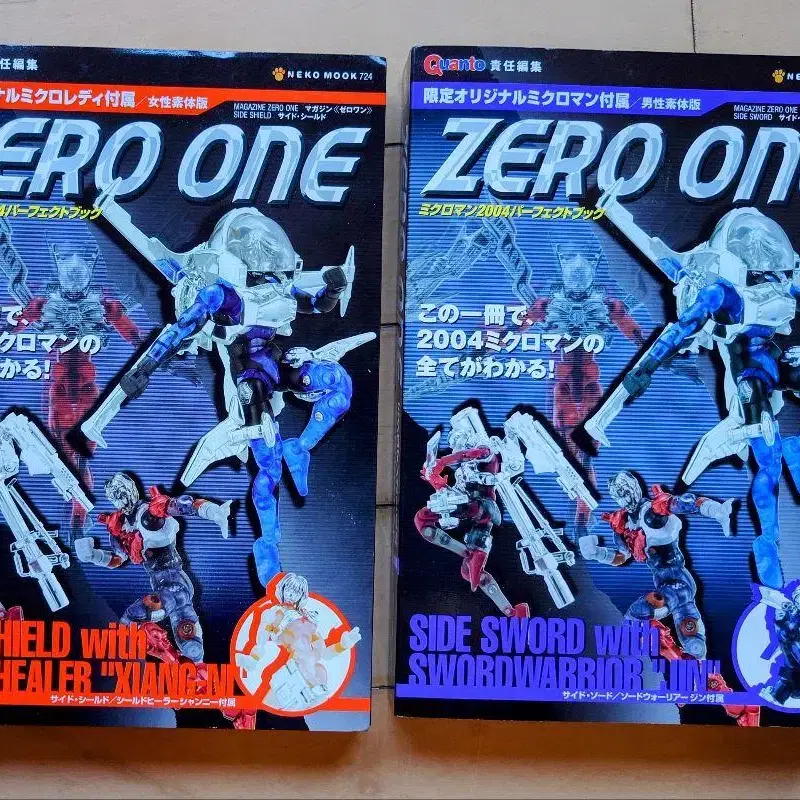 任編集
NEKO MOOK 724
ナルミクロレディ付属/女性素体版
MAGAZINE ZERO ONE マガジン《ゼロワン》
SIDE SHIELD サイド・シールド
ERO ONE
4パーフェクトブック
で、
クロマンの
かる!
HIELD with
HEALER "XIANG-NI"
サイド・シールド/シールドヒーラー シャンニー付属
Quanto 責任編集
NEKO
限定オリジナルミクロマン付属/男性素体版
MAGAZINE ZERO ONE マガジン
SIDE SWORD サイド・
ZERO ON
ミクロマン2004パーフェクトブック
この一冊で、
2004ミクロマンの
全てがわかる!
SIDE SWORD with
SWORDWARRIOR "JIN"
サイド・ソード/ソードウォーリアー ジン付属